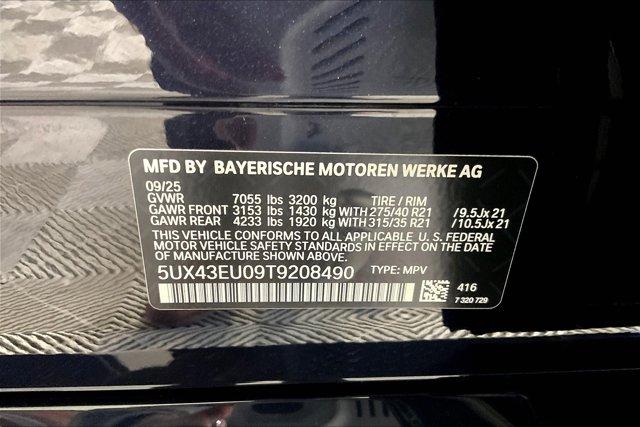 MFD BY BAYERISCHE MOTOREN WERKE AG
09/25
GVWR 7055 lbs 3200 kg TIRE / RIM
GAWR FRONT 3153 lbs 1430 kg WITH 275/40 R21 /9.5Jx 21
GAWR REAR 4233 lbs 1920 kg WITH 315/35 R21 /10.5Jx 21
THIS VEHICLE CONFORMS TO ALL APPLICABLE U.S. FEDERAL
MOTOR VEHICLE SAFETY STANDARDS IN EFFECT ON THE DATE
OF MANUFACTURE SHOWN ABOVE.
5UX43EU09T9208490 TYPE: MPV
416
7 320 729